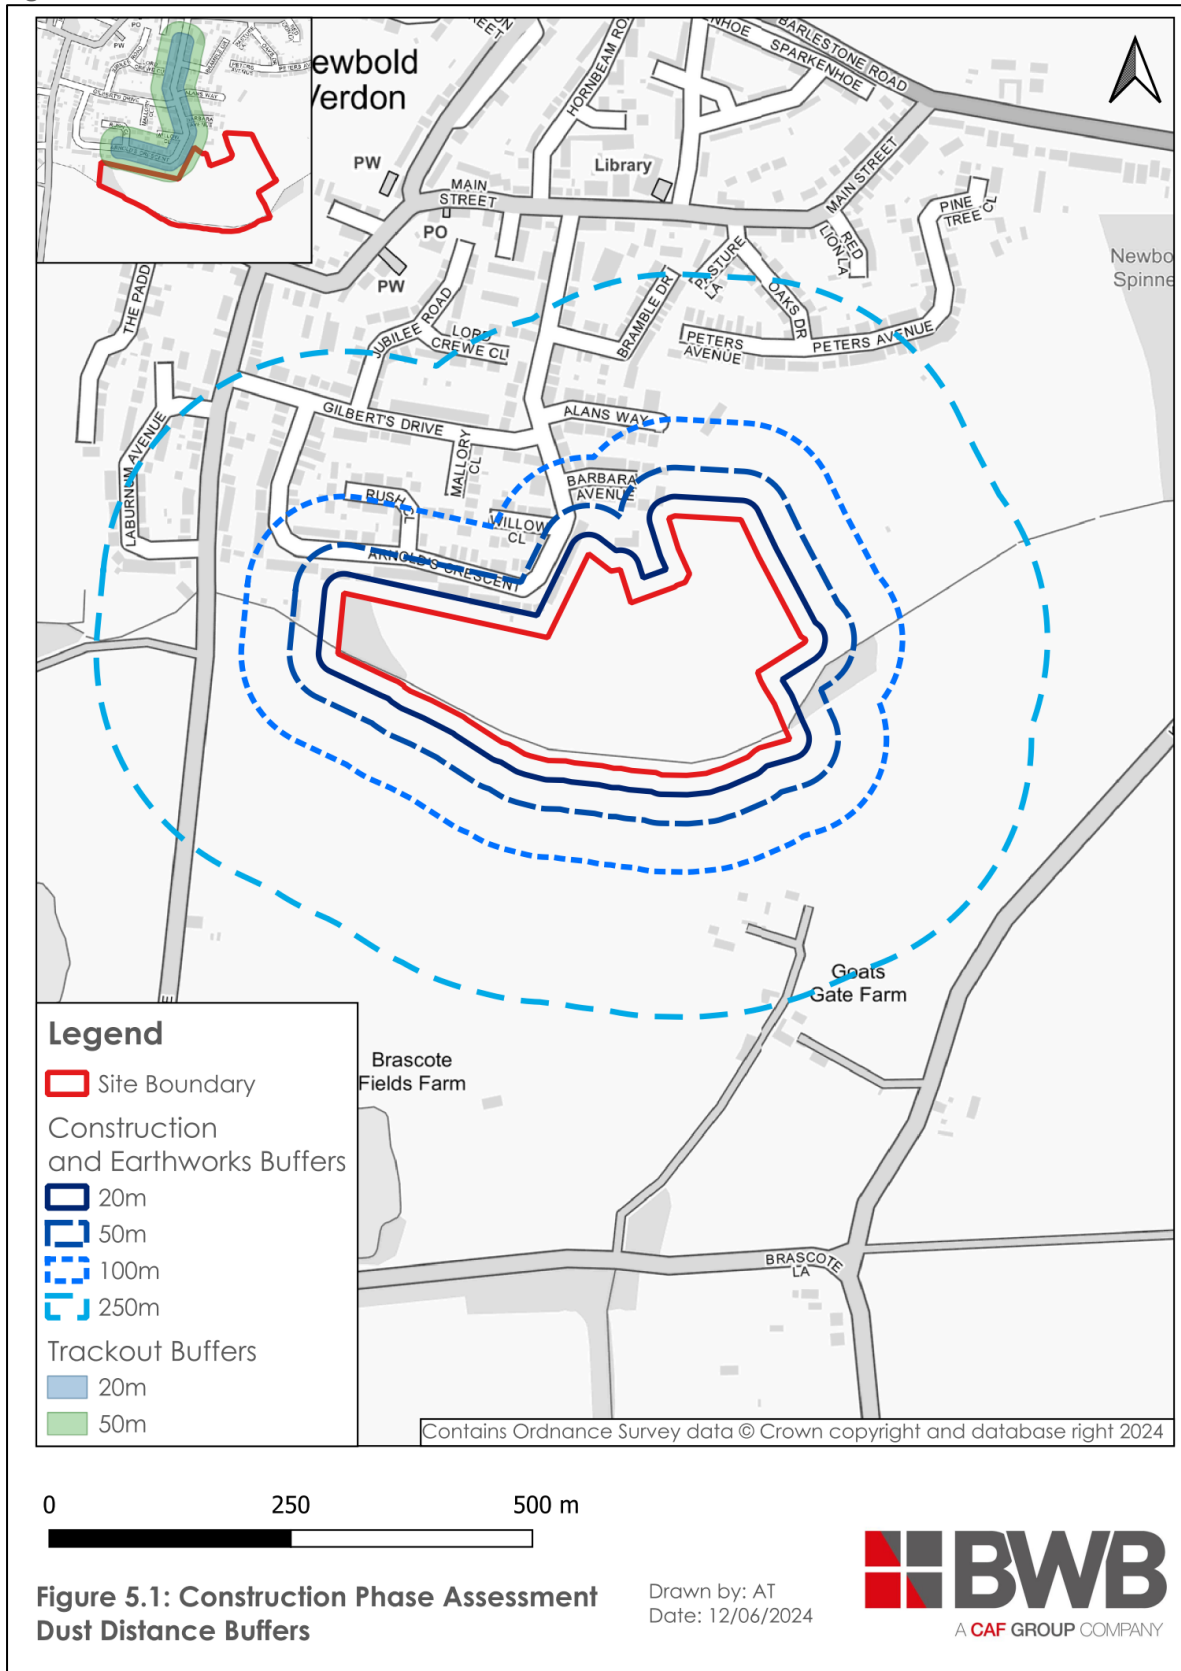 ewbold
Verdon
HORNBEAM RO
ENHOE
SPARKENHOE
BARLESTONE ROAD
PW
Library
MAIN STREET
MAIN
STREET
PO
PW
RED
LION LA
PINE
TREE CL
Newbo
Spinne
THE PADD
JUBILEE ROAD
LORD
CREWE CL
BRAMBLE DR
PASTURE
LA
OAKS DR
PETERS
AVENUE
PETERS AVENUE
LABURNUM AVENUE
GILBERT'S DRIVE
MALLORY
CL
ALANS WAY
BARBARA
AVENUE
RUSH
CL
WILLOW
CL
ARNOLD'S CRESCENT
Goats
Gate Farm
Brascote
Fields Farm
BRASCOTE
LA
Legend
Site Boundary
Construction
and Earthworks Buffers
20m
50m
100m
250m
Trackout Buffers
20m
50m
Contains Ordnance Survey data © Crown copyright and database right 2024
0 250 500 m
Figure 5.1: Construction Phase Assessment
Dust Distance Buffers
Drawn by: AT
Date: 12/06/2024
BWB
A CAF GROUP COMPANY